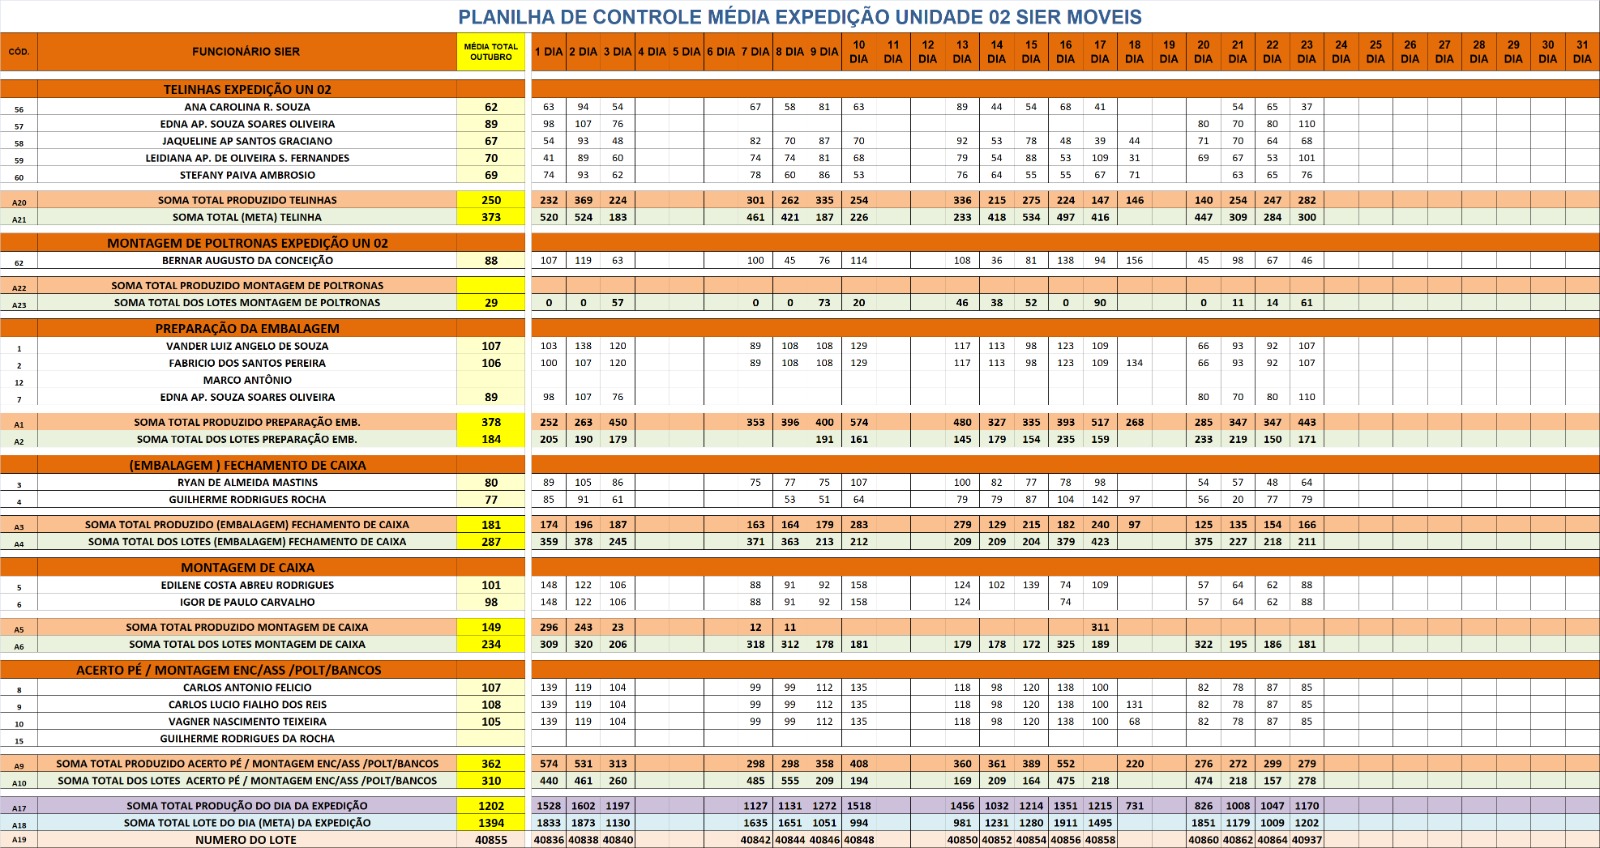 PLANILHA DE CONTROLE MÉDIA EXPEDIÇÃO UNIDADE 02 SIER MOVEIS
CÓD. FUNCIONÁRIO SIER MÉDIA TOTAL OUTUBRO 1 DIA 2 DIA 3 DIA 4 DIA 5 DIA 6 DIA 7 DIA 8 DIA 9 DIA 10 DIA 11 DIA 12 DIA 13 DIA 14 DIA 15 DIA 16 DIA 17 DIA 18 DIA 19 DIA 20 DIA 21 DIA 22 DIA 23 DIA 24 DIA 25 DIA 26 DIA 27 DIA 28 DIA 29 DIA 30 DIA 31 DIA
TELINHAS EXPEDIÇÃO UN 02
56 ANA CAROLINA R. SOUZA 62 63 94 54 67 58 81 63 89 44 54 68 41 54 65 37
57 EDNA AP. SOUZA SOARES OLIVEIRA 89 98 107 76 80 70 80 110
58 JAQUELINE AP SANTOS GRACIANO 67 54 93 48 82 70 87 70 92 53 78 48 39 44 71 70 64 68
59 LEIDIANA AP. DE OLIVEIRA S. FERNANDES 70 41 89 60 74 74 81 68 79 54 88 53 109 31 69 67 53 101
60 STEFANY PAIVA AMBROSIO 69 74 93 62 78 60 86 53 76 64 55 55 67 71 63 65 76
A20 SOMA TOTAL PRODUZIDO TELINHAS 250 232 369 224 301 262 335 254 336 215 275 224 147 146 140 254 247 282
A21 SOMA TOTAL (META) TELINHA 373 520 524 183 461 421 187 226 233 418 534 497 416 447 309 284 300
MONTAGEM DE POLTRONAS EXPEDIÇÃO UN 02
62 BERNAR AUGUSTO DA CONCEIÇÃO 88 107 119 63 100 45 76 114 108 36 81 138 94 156 45 98 67 46
A22 SOMA TOTAL PRODUZIDO MONTAGEM DE POLTRONAS
A23 SOMA TOTAL DOS LOTES MONTAGEM DE POLTRONAS 29 0 0 57 0 0 73 20 46 38 52 0 90 0 11 14 61
PREPARAÇÃO DA EMBALAGEM
1 VANDER LUIZ ANGELO DE SOUZA 107 103 138 120 89 108 108 129 117 113 98 123 109 66 93 92 107
2 FABRICIO DOS SANTOS PEREIRA 106 100 107 120 89 108 108 129 117 113 98 123 109 134 66 93 92 107
12 MARCO ANTÔNIO
7 EDNA AP. SOUZA SOARES OLIVEIRA 89 98 107 76 80 70 80 110
A1 SOMA TOTAL PRODUZIDO PREPARAÇÃO EMB. 378 252 263 450 353 396 400 574 480 327 335 393 517 268 285 347 347 443
A2 SOMA TOTAL DOS LOTES PREPARAÇÃO EMB. 184 205 190 179 191 161 145 179 154 235 159 233 219 150 171
(EMBALAGEM ) FECHAMENTO DE CAIXA
3 RYAN DE ALMEIDA MASTINS 80 89 105 86 75 77 75 107 100 82 77 78 98 54 57 48 64
4 GUILHERME RODRIGUES ROCHA 77 85 91 61 53 51 64 79 79 87 104 142 97 56 20 77 79
A3 SOMA TOTAL PRODUZIDO (EMBALAGEM) FECHAMENTO DE CAIXA 181 174 196 187 163 164 179 283 279 129 215 182 240 97 125 135 154 166
A4 SOMA TOTAL DOS LOTES (EMBALAGEM) FECHAMENTO DE CAIXA 287 359 378 245 371 363 213 212 209 209 204 379 423 375 227 218 211
MONTAGEM DE CAIXA
5 EDILENE COSTA ABREU RODRIGUES 101 148 122 106 88 91 92 158 124 102 139 74 109 57 64 62 88
6 IGOR DE PAULO CARVALHO 98 148 122 106 88 91 92 158 124 74 57 64 62 88
A5 SOMA TOTAL PRODUZIDO MONTAGEM DE CAIXA 149 296 243 23 12 11 311
A6 SOMA TOTAL DOS LOTES MONTAGEM DE CAIXA 234 309 320 206 318 312 178 181 179 178 172 325 189 322 195 186 181
ACERTO PÉ / MONTAGEM ENC/ASS /POLT/BANCOS
8 CARLOS ANTONIO FELICIO 107 139 119 104 99 99 112 135 118 98 120 138 100 82 78 87 85
9 CARLOS LUCIO FIALHO DOS REIS 108 139 119 104 99 99 112 135 118 98 120 138 100 131 82 78 87 85
10 VAGNER NASCIMENTO TEIXEIRA 105 139 119 104 99 99 112 135 118 98 120 138 100 68 82 78 87 85
15 GUILHERME RODRIGUES DA ROCHA
A9 SOMA TOTAL PRODUZIDO ACERTO PÉ / MONTAGEM ENC/ASS /POLT/BANCOS 362 574 531 313 298 298 358 408 360 361 389 552 220 276 272 299 279
A10 SOMA TOTAL DOS LOTES ACERTO PÉ / MONTAGEM ENC/ASS /POLT/BANCOS 310 440 461 260 485 555 209 194 169 209 164 475 218 474 218 157 278
A17 SOMA TOTAL PRODUÇÃO DO DIA DA EXPEDIÇÃO 1202 1528 1602 1197 1127 1131 1272 1518 1456 1032 1214 1351 1215 731 826 1008 1047 1170
A18 SOMA TOTAL LOTE DO DIA (META) DA EXPEDIÇÃO 1394 1833 1873 1130 1635 1651 1051 994 981 1231 1280 1911 1495 1851 1179 1009 1202
A19 NUMERO DO LOTE 40855 40836 40838 40840 40842 40844 40846 40848 40850 40852 40854 40856 40858 40860 40862 40864 40937